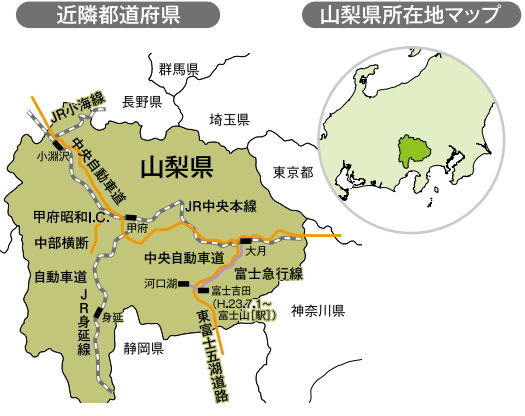 近隣都道府県
山梨県所在地マップ
群馬県
長野県
埼玉県
東京都
神奈川県
静岡県
山梨県
JR小海線
小淵沢
中央自動車道
甲府昭和I.C.
甲府
JR中央本線
中部横断
自動車道
中央自動車道
大月
富士急行線
河口湖
富士吉田
（H.23.7.1〜
富士山［駅］）
JR身延線
身延
東富士五湖道路